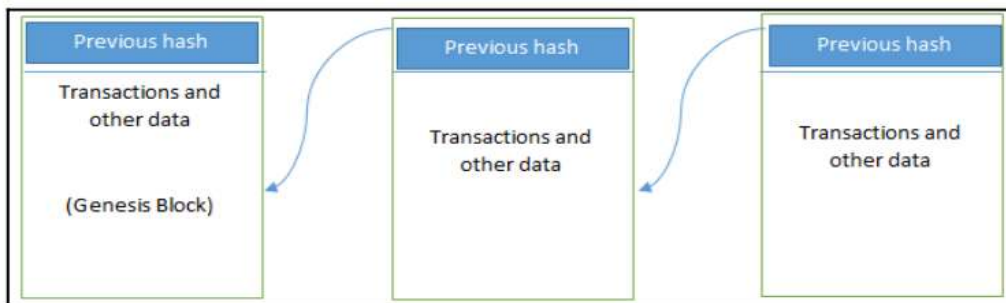 Previous hash
Transactions and
other data
(Genesis Block)
Previous hash
Transactions and
other data
Previous hash
Transactions and
other data